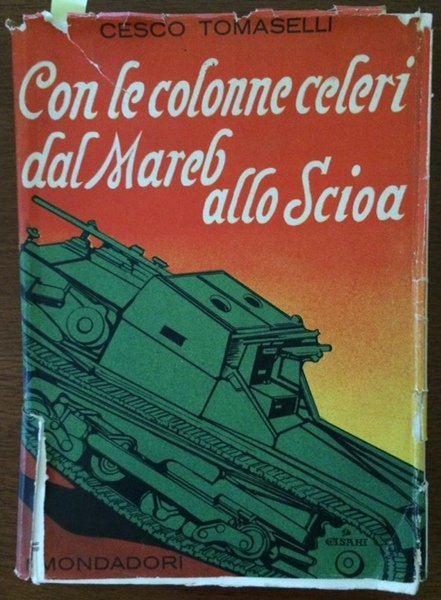 CESCO TOMASELLI
Con le colonne celeri
dal Mareb
allo Scioa
MONDADORI